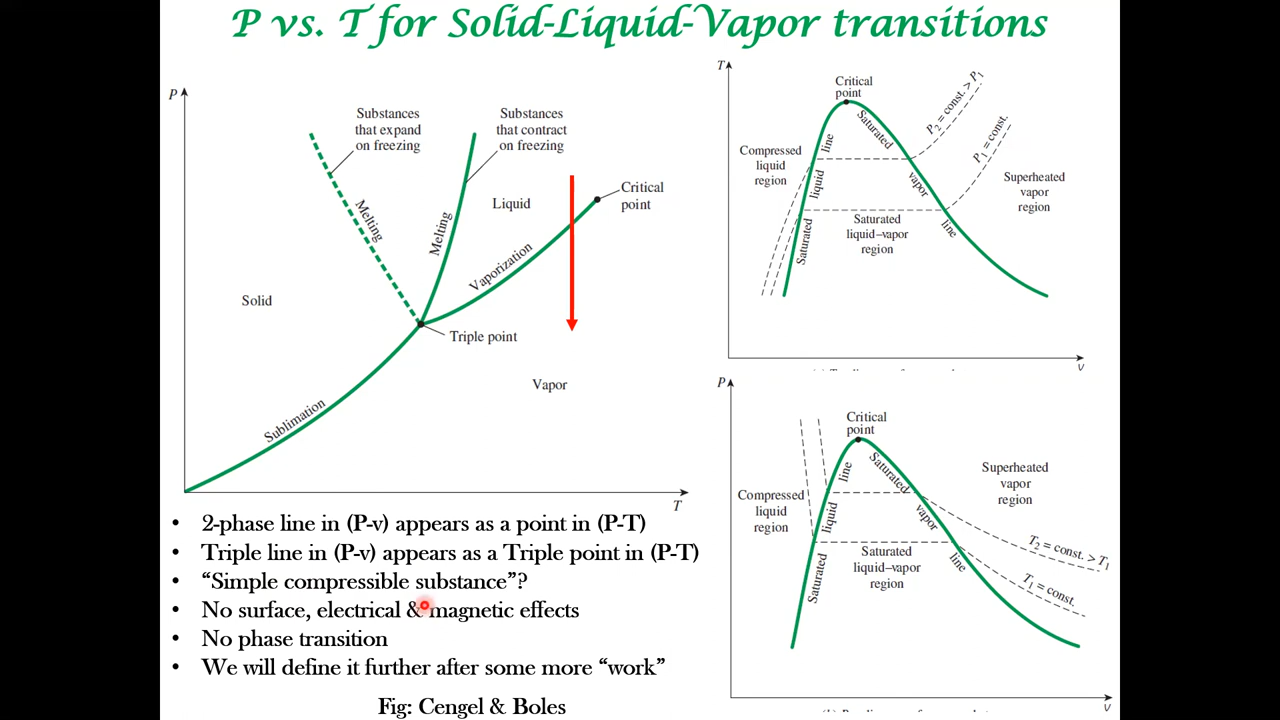 P vs. T for Solid-Liquid-Vapor transitions
P
Substances
that expand
on freezing
Substances
that contract
on freezing
Melting
Melting
Liquid
Critical
point
Vaporization
Solid
Triple point
Vapor
Sublimation
T
• 2-phase line in (P-v) appears as a point in (P-T)
• Triple line in (P-v) appears as a Triple point in (P-T)
• “Simple compressible substance”?
• No surface, electrical & magnetic effects
• No phase transition
• We will define it further after some more “work”
Fig: Cengel & Boles
T
Critical
point
P2 = const. > P1
P1 = const.
Compressed
liquid
region
Saturated liquid line
Saturated vapor line
Superheated
vapor
region
Saturated
liquid–vapor
region
v
P
Critical
point
Superheated
vapor
region
Compressed
liquid
region
Saturated liquid line
Saturated vapor line
Saturated
liquid–vapor
region
T2 = const. > T1
T1 = const.
v